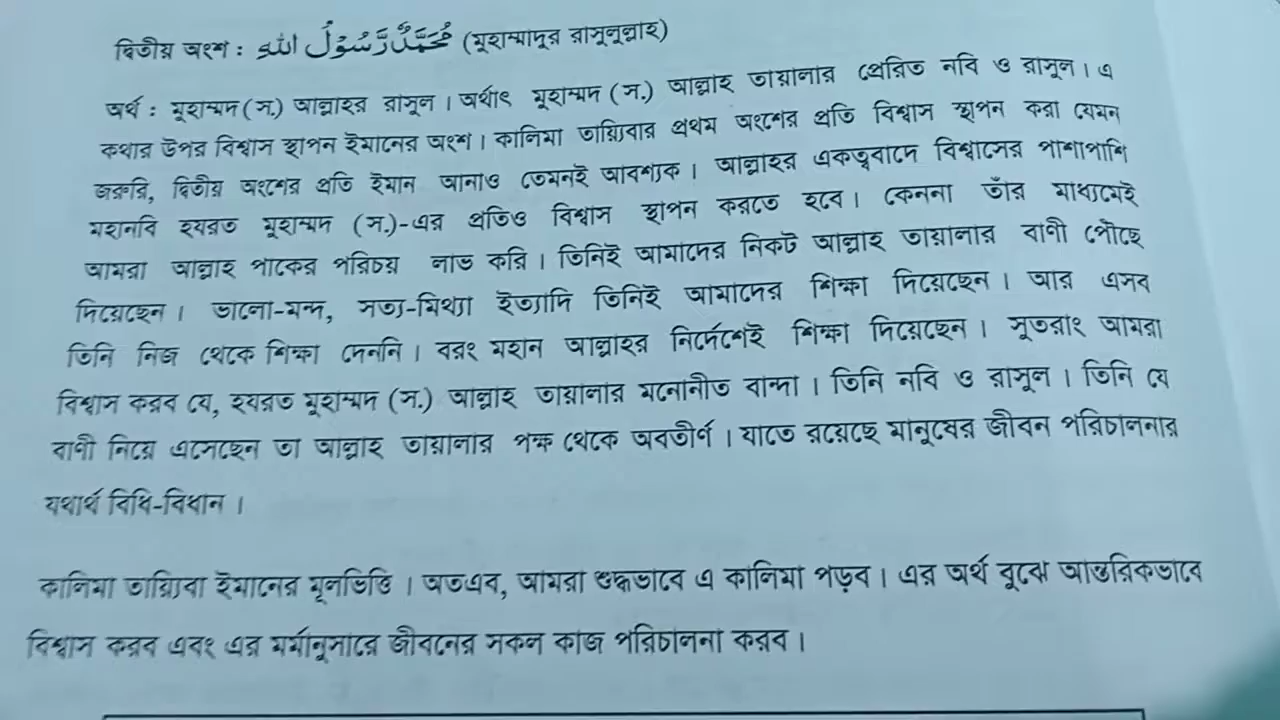 দ্বিতীয় অংশ : مُحَمَّدٌ رَّسُوْلُ اللهِ (মুহাম্মাদুর রাসুলুল্লাহ)
অর্থ : মুহাম্মদ (স.) আল্লাহর রাসুল। অর্থাৎ মুহাম্মদ (স.) আল্লাহ তায়ালার প্রেরিত নবি ও রাসুল। এ
কথার উপর বিশ্বাস স্থাপন ইমানের অংশ। কালিমা তায়্যিবার প্রথম অংশের প্রতি বিশ্বাস স্থাপন করা যেমন
জরুরি, দ্বিতীয় অংশের প্রতি ইমান আনাও তেমনই আবশ্যক। আল্লাহর একত্ববাদে বিশ্বাসের পাশাপাশি
মহানবি হযরত মুহাম্মদ (স.)-এর প্রতিও বিশ্বাস স্থাপন করতে হবে। কেননা তাঁর মাধ্যমেই
আমরা আল্লাহ পাকের পরিচয় লাভ করি। তিনিই আমাদের নিকট আল্লাহ তায়ালার বাণী পৌঁছে
দিয়েছেন। ভালো-মন্দ, সত্য-মিথ্যা ইত্যাদি তিনিই আমাদের শিক্ষা দিয়েছেন। আর এসব
তিনি নিজ থেকে শিক্ষা দেননি। বরং মহান আল্লাহর নির্দেশেই শিক্ষা দিয়েছেন। সুতরাং আমরা
বিশ্বাস করব যে, হযরত মুহাম্মদ (স.) আল্লাহ তায়ালার মনোনীত বান্দা। তিনি নবি ও রাসুল। তিনি যে
বাণী নিয়ে এসেছেন তা আল্লাহ তায়ালার পক্ষ থেকে অবতীর্ণ। যাতে রয়েছে মানুষের জীবন পরিচালনার
যথার্থ বিধি-বিধান।
কালিমা তায়্যিবা ইমানের মূলভিত্তি। অতএব, আমরা শুদ্ধভাবে এ কালিমা পড়ব। এর অর্থ বুঝে আন্তরিকভাবে
বিশ্বাস করব এবং এর মর্মানুসারে জীবনের সকল কাজ পরিচালনা করব।